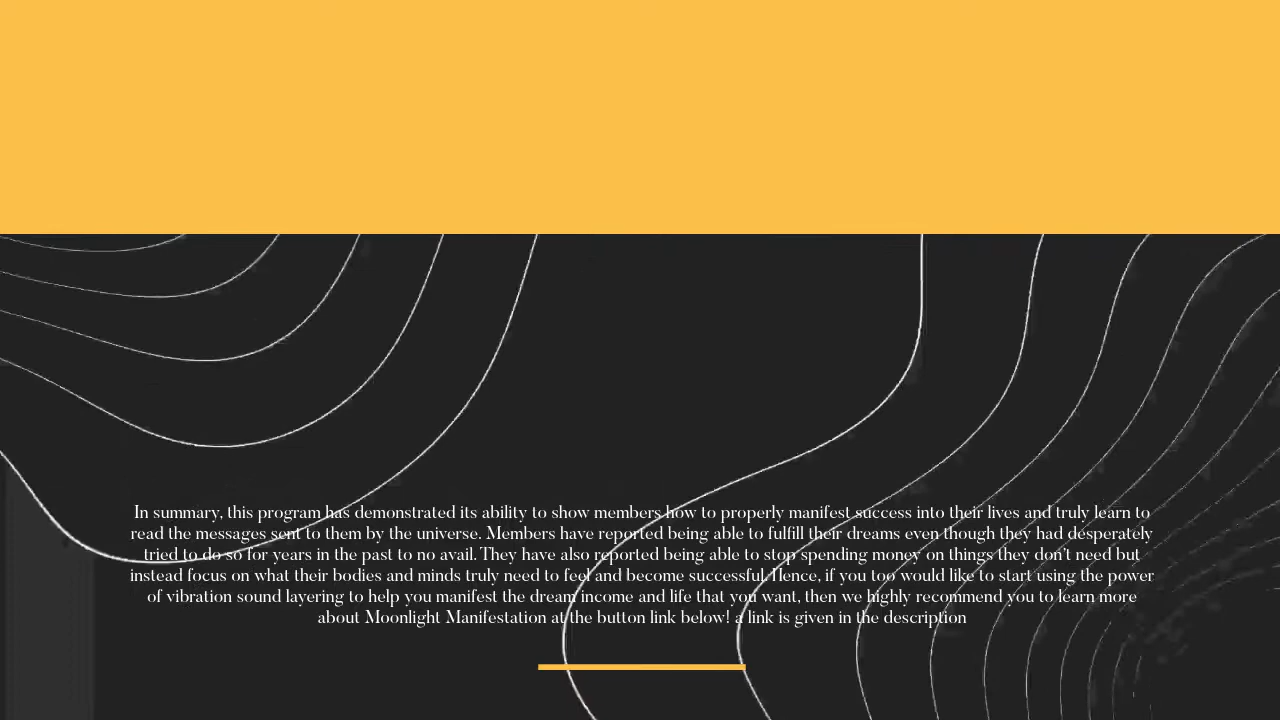 In summary, this program has demonstrated its ability to show members how to properly manifest success into their lives and truly learn to
read the messages sent to them by the universe. Members have reported being able to fulfill their dreams even though they had desperately
tried to do so for years in the past to no avail. They have also reported being able to stop spending money on things they don't need but
instead focus on what their bodies and minds truly need to feel and become successful. Hence, if you too would like to start using the power
of vibration sound layering to help you manifest the dream income and life that you want, then we highly recommend you to learn more
about Moonlight Manifestation at the button link below! a link is given in the description